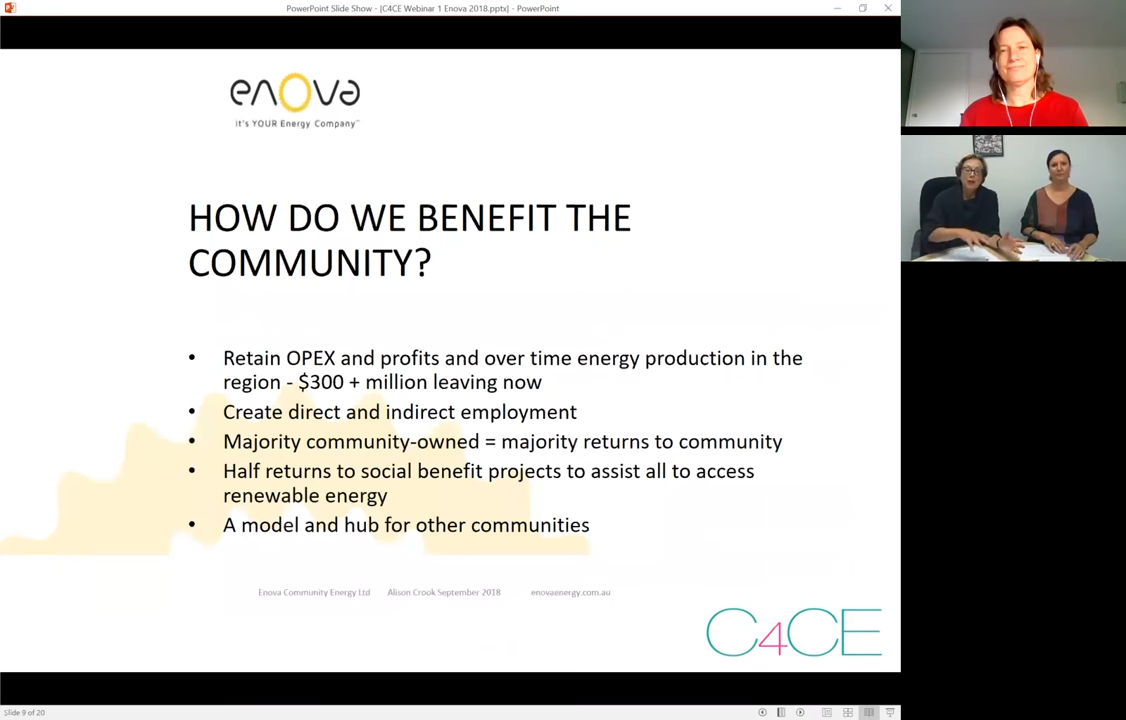 PowerPoint Slide Show - [C4CE Webinar 1 Enova 2018.pptx] - PowerPoint
enova
it's YOUR Energy Company™
HOW DO WE BENEFIT THE
COMMUNITY?
• Retain OPEX and profits and over time energy production in the
region - $300 + million leaving now
• Create direct and indirect employment
• Majority community-owned = majority returns to community
• Half returns to social benefit projects to assist all to access
renewable energy
• A model and hub for other communities
Enova Community Energy Ltd Alison Crook September 2018 enovaenergy.com.au
C4CE
Slide 9 of 20